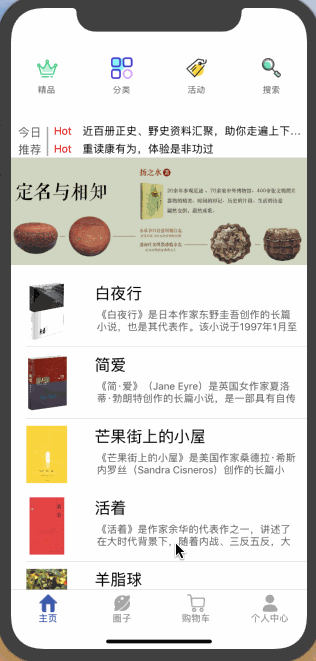 精品 分类 活动 搜索
今日 Hot 近百册正史、野史资料汇聚，助你走遍上下...
推荐 Hot 重读康有为，体验是非功过
扬之水
定名与相知
白夜行
《白夜行》是日本作家东野圭吾创作的长篇
小说，也是其代表作。该小说于1997年1月至
简爱
《简·爱》（Jane Eyre）是英国女作家夏洛
蒂·勃朗特创作的长篇小说，是一部具有自传
芒果街上的小屋
《芒果街上的小屋》是美国作家桑德拉·希斯
内罗丝（Sandra Cisneros）创作的长篇小
活着
《活着》是作家余华的代表作之一，讲述了
在大时代背景下，随着内战、三反五反，大
羊脂球
主页 圈子 购物车 个人中心